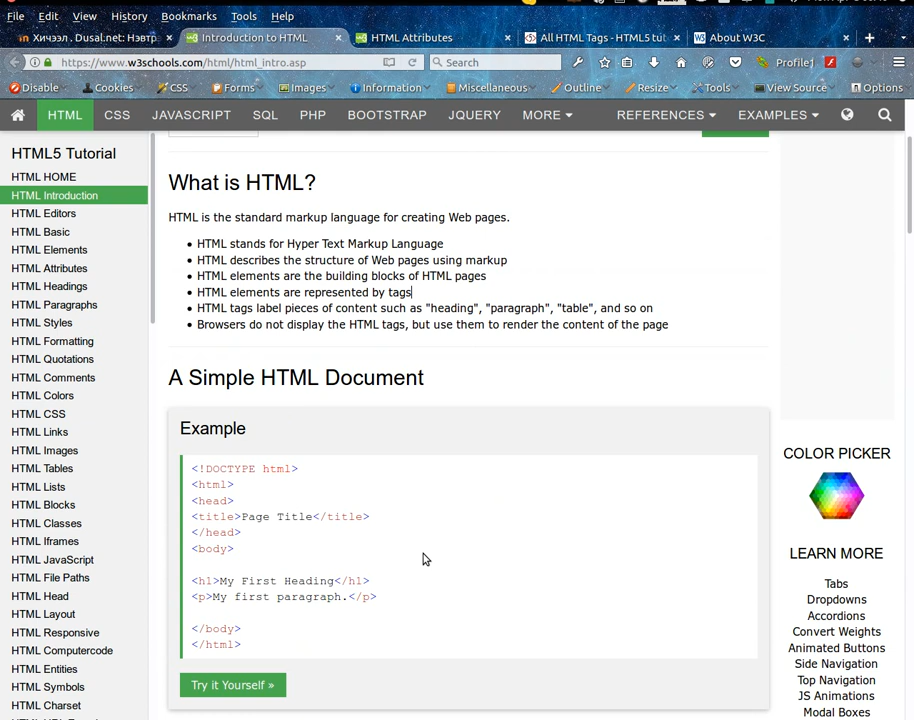 File Edit View History Bookmarks Tools Help
Хичээл . Dusal.net: Нэвтрэ
Introduction to HTML
HTML Attributes
All HTML Tags - HTML5 tut
About W3C
https://www.w3schools.com/html/html_intro.asp
Search
Profile
Disable Cookies CSS Forms Images Information Miscellaneous Outline Resize Tools View Source Options
HTML CSS JAVASCRIPT SQL PHP BOOTSTRAP JQUERY MORE REFERENCES EXAMPLES
HTML5 Tutorial
HTML HOME
HTML Introduction
HTML Editors
HTML Basic
HTML Elements
HTML Attributes
HTML Headings
HTML Paragraphs
HTML Styles
HTML Formatting
HTML Quotations
HTML Comments
HTML Colors
HTML CSS
HTML Links
HTML Images
HTML Tables
HTML Lists
HTML Blocks
HTML Classes
HTML Iframes
HTML JavaScript
HTML File Paths
HTML Head
HTML Layout
HTML Responsive
HTML Computercode
HTML Entities
HTML Symbols
HTML Charset
What is HTML?
HTML is the standard markup language for creating Web pages.
• HTML stands for Hyper Text Markup Language
• HTML describes the structure of Web pages using markup
• HTML elements are the building blocks of HTML pages
• HTML elements are represented by tags
• HTML tags label pieces of content such as "heading", "paragraph", "table", and so on
• Browsers do not display the HTML tags, but use them to render the content of the page
A Simple HTML Document
Example
<!DOCTYPE html>
<html>
<head>
<title>Page Title</title>
</head>
<body>
<h1>My First Heading</h1>
<p>My first paragraph.</p>
</body>
</html>
Try it Yourself »
COLOR PICKER
LEARN MORE
Tabs
Dropdowns
Accordions
Convert Weights
Animated Buttons
Side Navigation
Top Navigation
JS Animations
Modal Boxes